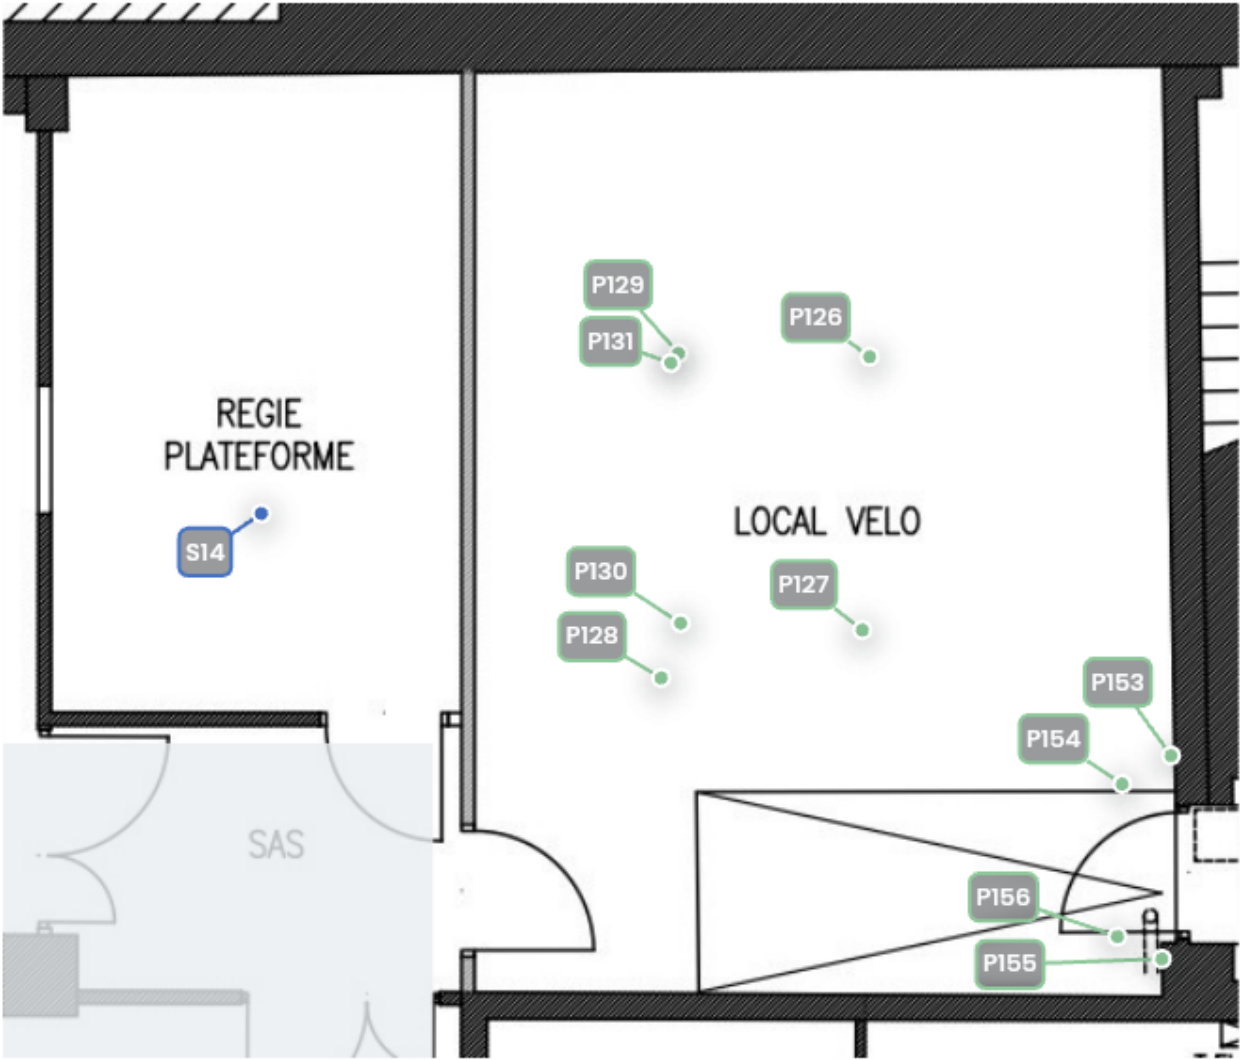 P129
P126
P131
REGIE
PLATEFORME
LOCAL VELO
S14
P130
P127
P128
P153
P154
SAS
P156
P155